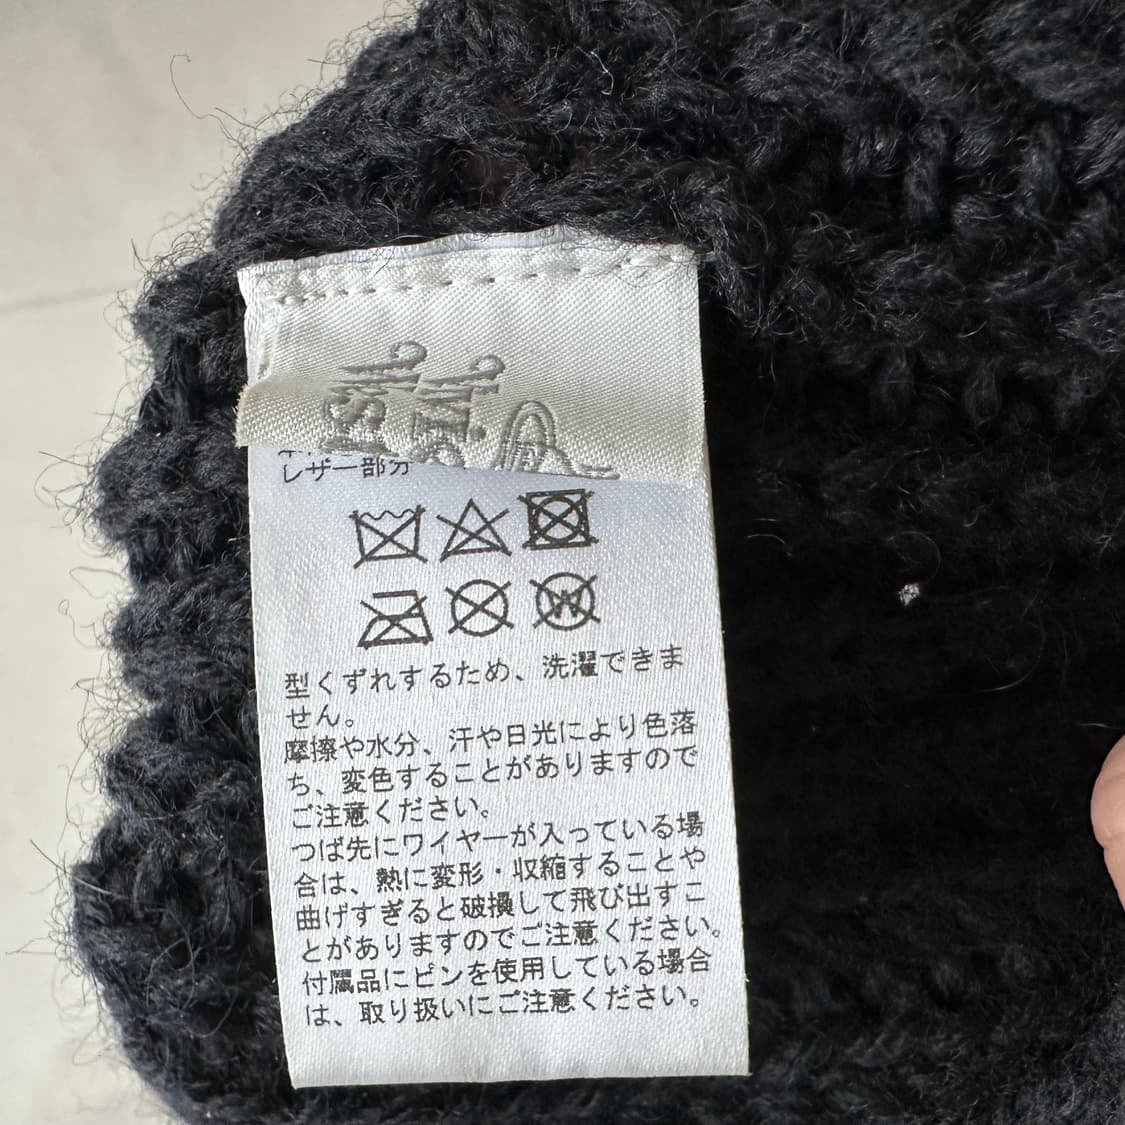 レザー部分
W
型くずれするため、洗濯できま
せん。
摩擦や水分、汗や日光により色落
ち、変色することがありますので
ご注意ください。
つば先にワイヤーが入っている場
合は、熱に変形・収縮することや
曲げすぎると破損して飛び出すこ
とがありますのでご注意ください。
付属品にピンを使用している場合
は、取り扱いにご注意ください。